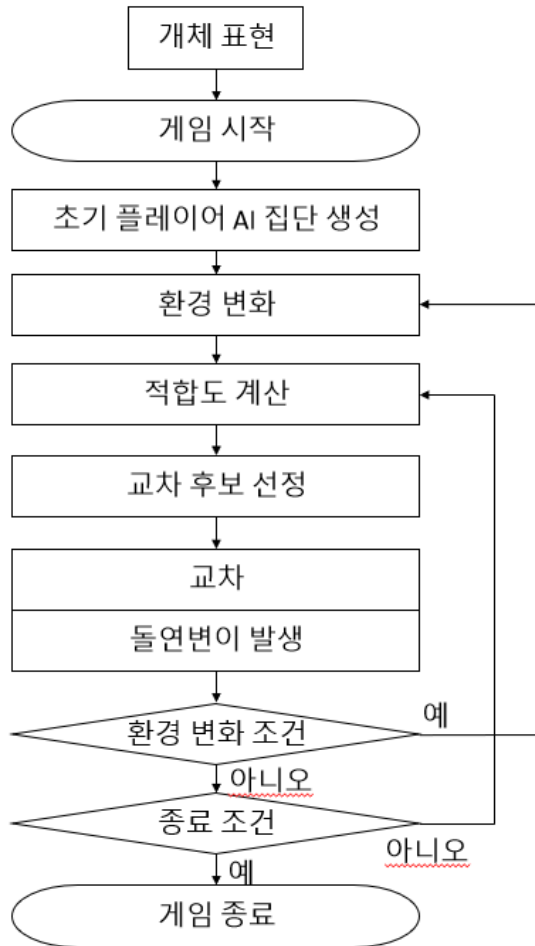 개체 표현
게임 시작
초기 플레이어 AI 집단 생성
환경 변화
적합도 계산
교차 후보 선정
교차
돌연변이 발생
환경 변화 조건
예
아니오
종료 조건
아니오
예
게임 종료